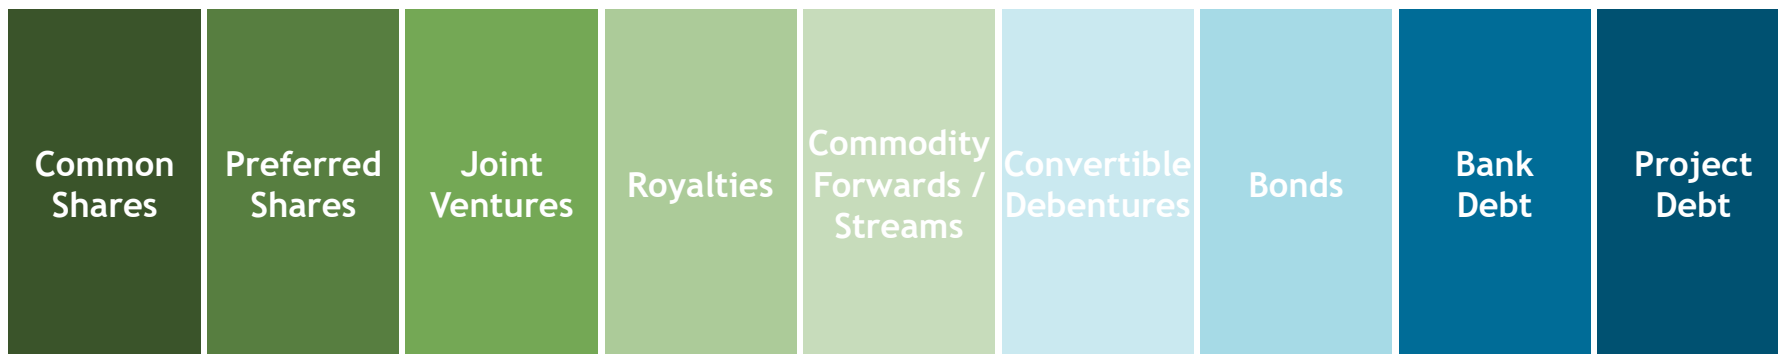 Common
Shares
Preferred
Shares
Joint
Ventures
Royalties
Commodity
Forwards /
Streams
Convertible
Debentures
Bonds
Bank
Debt
Project
Debt